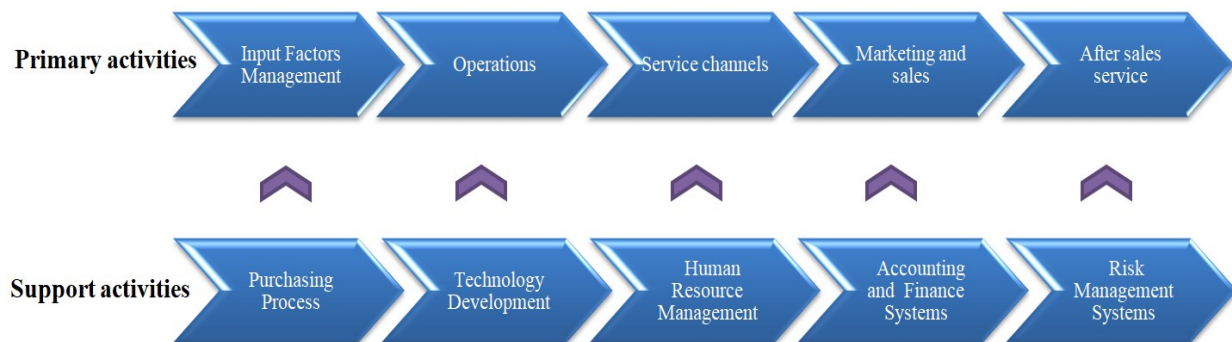 Primary activities
Input Factors
Management
Operations
Service channels
Marketing and
sales
After sales
service
Support activities
Purchasing
Process
Technology
Development
Human
Resource
Management
Accounting
and Finance
Systems
Risk
Management
Systems